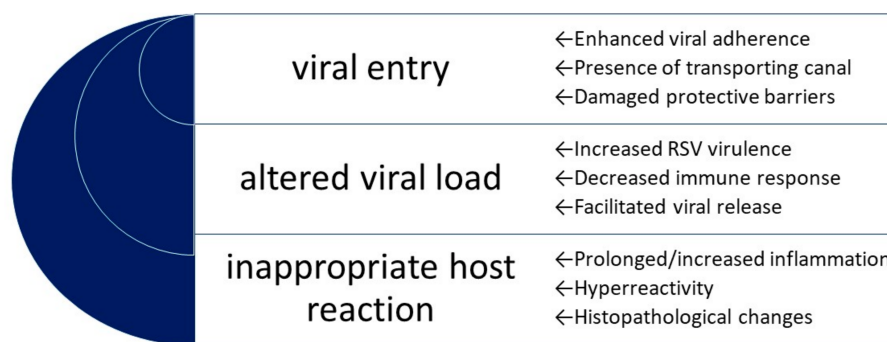 viral entry
←Enhanced viral adherence
←Presence of transporting canal
←Damaged protective barriers
altered viral load
←Increased RSV virulence
←Decreased immune response
←Facilitated viral release
inappropriate host
reaction
←Prolonged/increased inflammation
←Hyperreactivity
←Histopathological changes